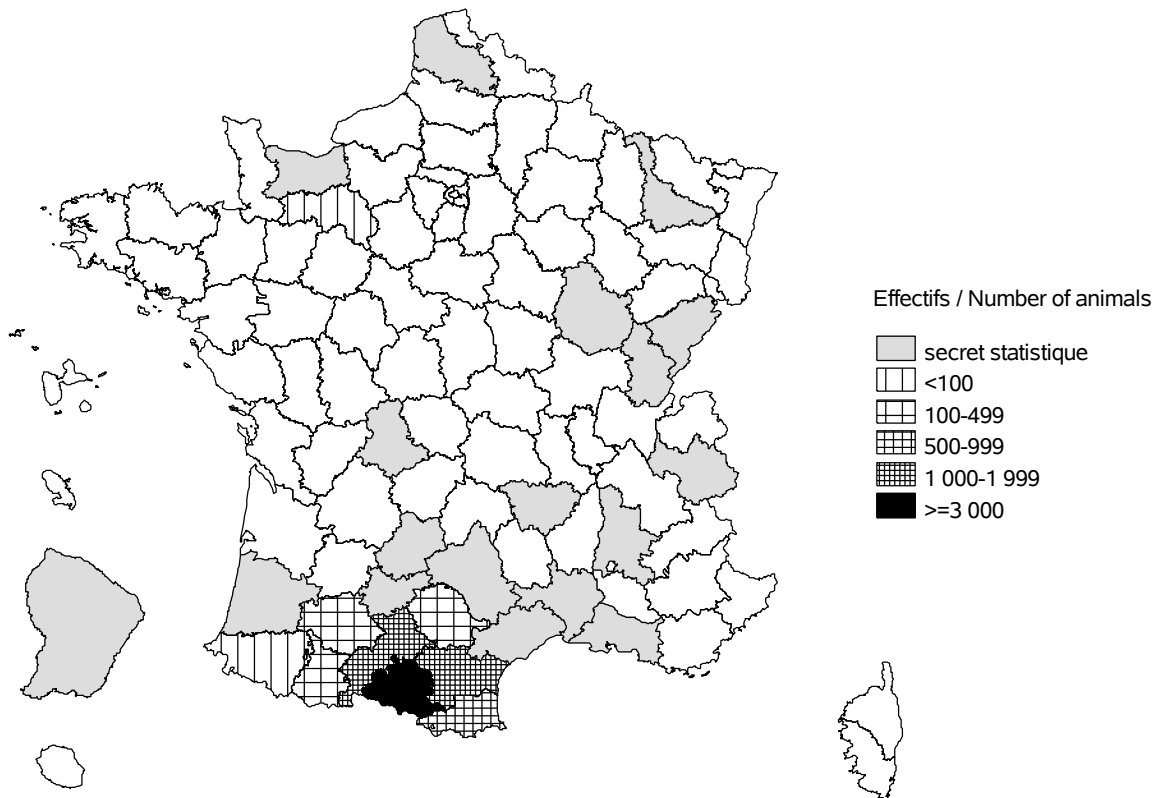 Effectifs / Number of animals
secret statistique
<100
100-499
500-999
1 000-1 999
>=3 000